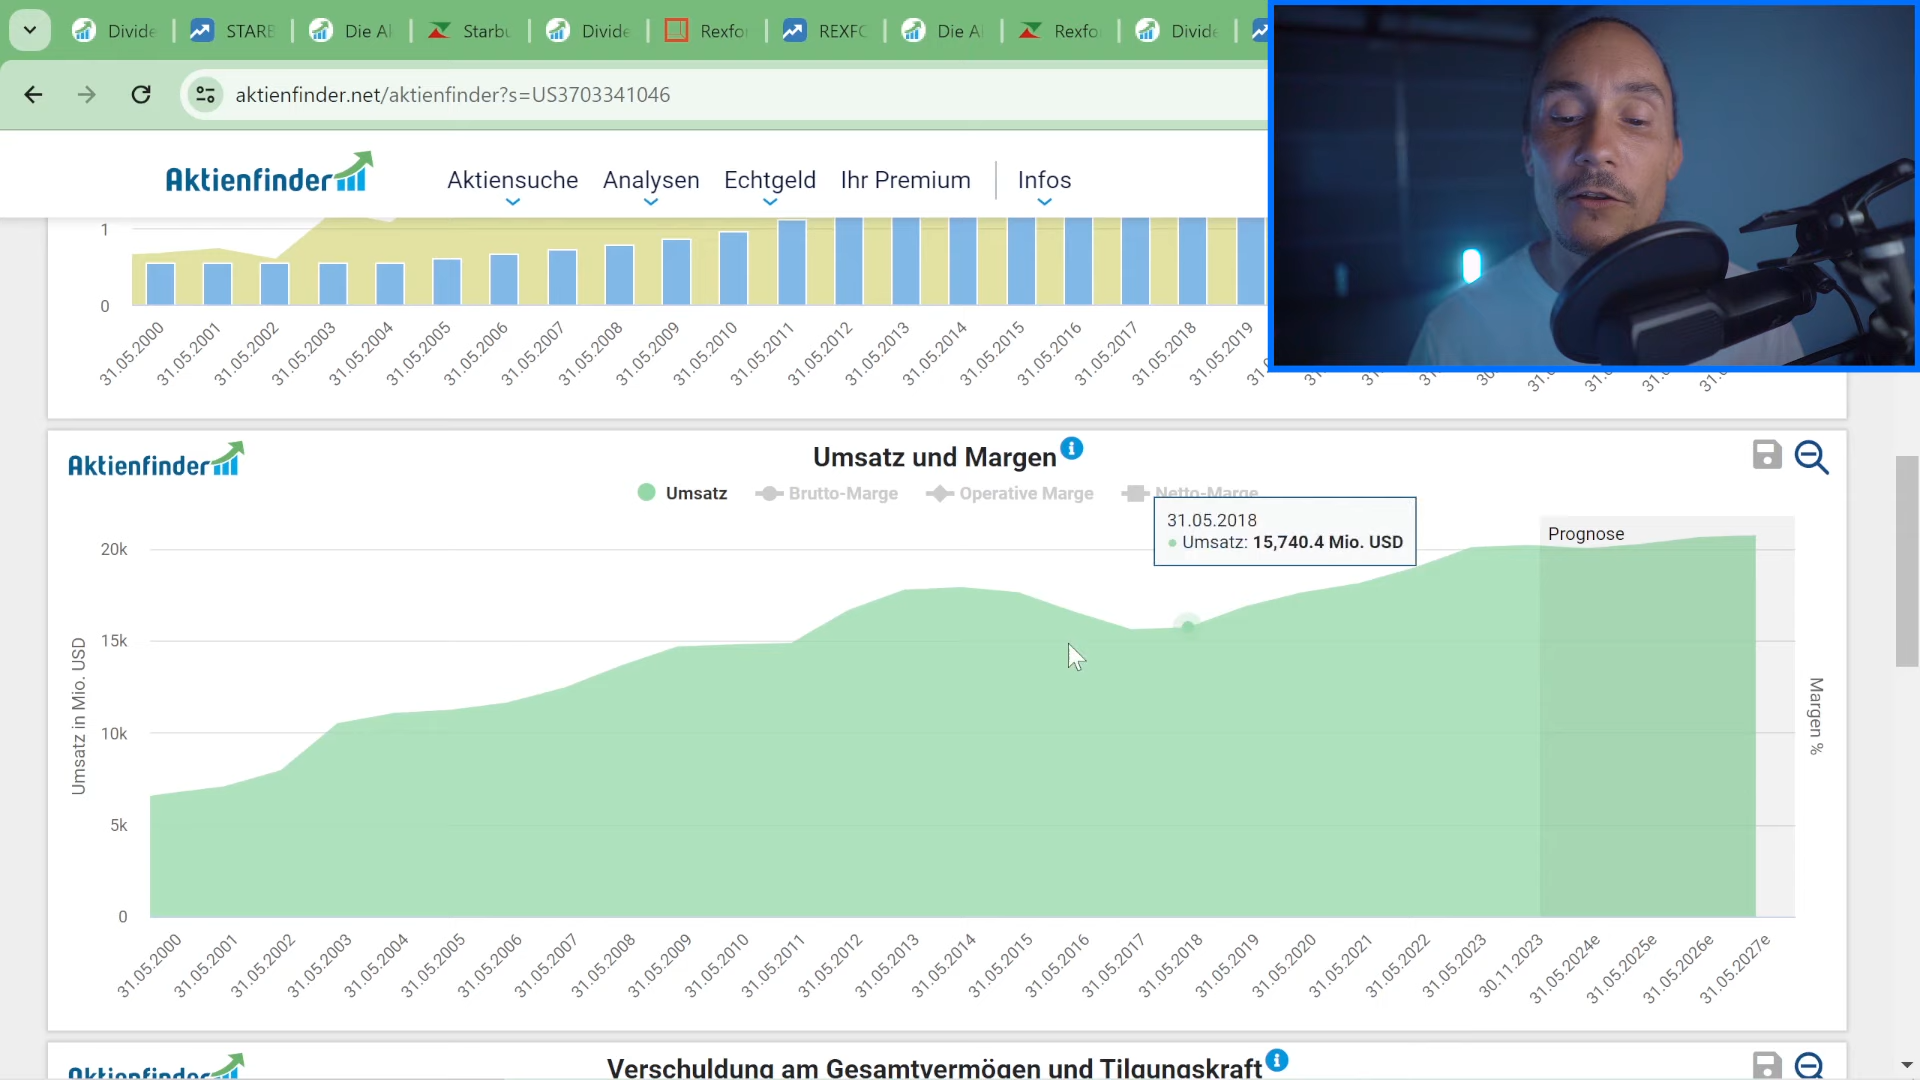 Divide
STARB
Die Ak
Starbu
Divide
Rexfo
REXFO
Die Ak
Rexfo
Divide
aktienfinder.net/aktienfinder?s=US3703341046
Aktienfinder
Aktiensuche
Analysen
Echtgeld
Ihr Premium
Infos
1
0
31.05.2000
31.05.2001
31.05.2002
31.05.2003
31.05.2004
31.05.2005
31.05.2006
31.05.2007
31.05.2008
31.05.2009
31.05.2010
31.05.2011
31.05.2012
31.05.2013
31.05.2014
31.05.2015
31.05.2016
31.05.2017
31.05.2018
31.05.2019
Aktienfinder
Umsatz und Margen
Umsatz
Brutto-Marge
Operative Marge
Netto-Marge
31.05.2018
Umsatz: 15,740.4 Mio. USD
Prognose
20k
15k
10k
5k
0
Umsatz in Mio. USD
Margen %
31.05.2000
31.05.2001
31.05.2002
31.05.2003
31.05.2004
31.05.2005
31.05.2006
31.05.2007
31.05.2008
31.05.2009
31.05.2010
31.05.2011
31.05.2012
31.05.2013
31.05.2014
31.05.2015
31.05.2016
31.05.2017
31.05.2018
31.05.2019
31.05.2020
31.05.2021
31.05.2022
31.05.2023
30.11.2023
31.05.2024e
31.05.2025e
31.05.2026e
31.05.2027e
Aktienfinder
Verschuldung am Gesamtvermögen und Tilgungskraft